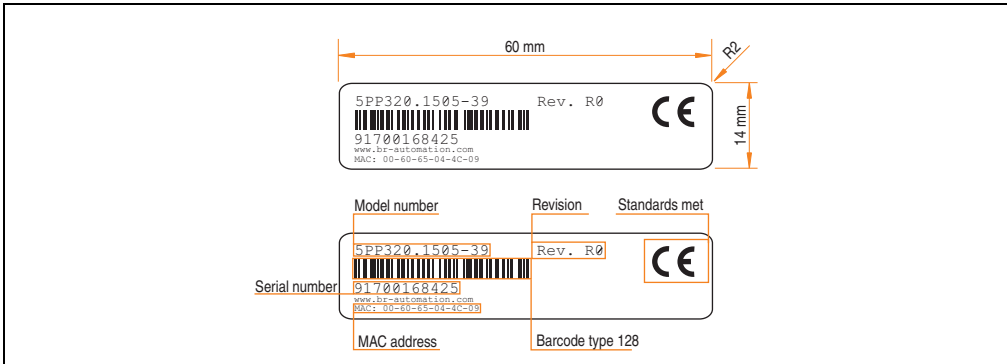 60 mm
R2
5PP320.1505-39 Rev. R0 CE
91700168425
www.br-automation.com
MAC: 00-60-65-04-4C-09
14 mm
Model number Revision Standards met
5PP320.1505-39 Rev. R0 CE
Serial number 91700168425
www.br-automation.com
MAC: 00-60-65-04-4C-09
MAC address Barcode type 128